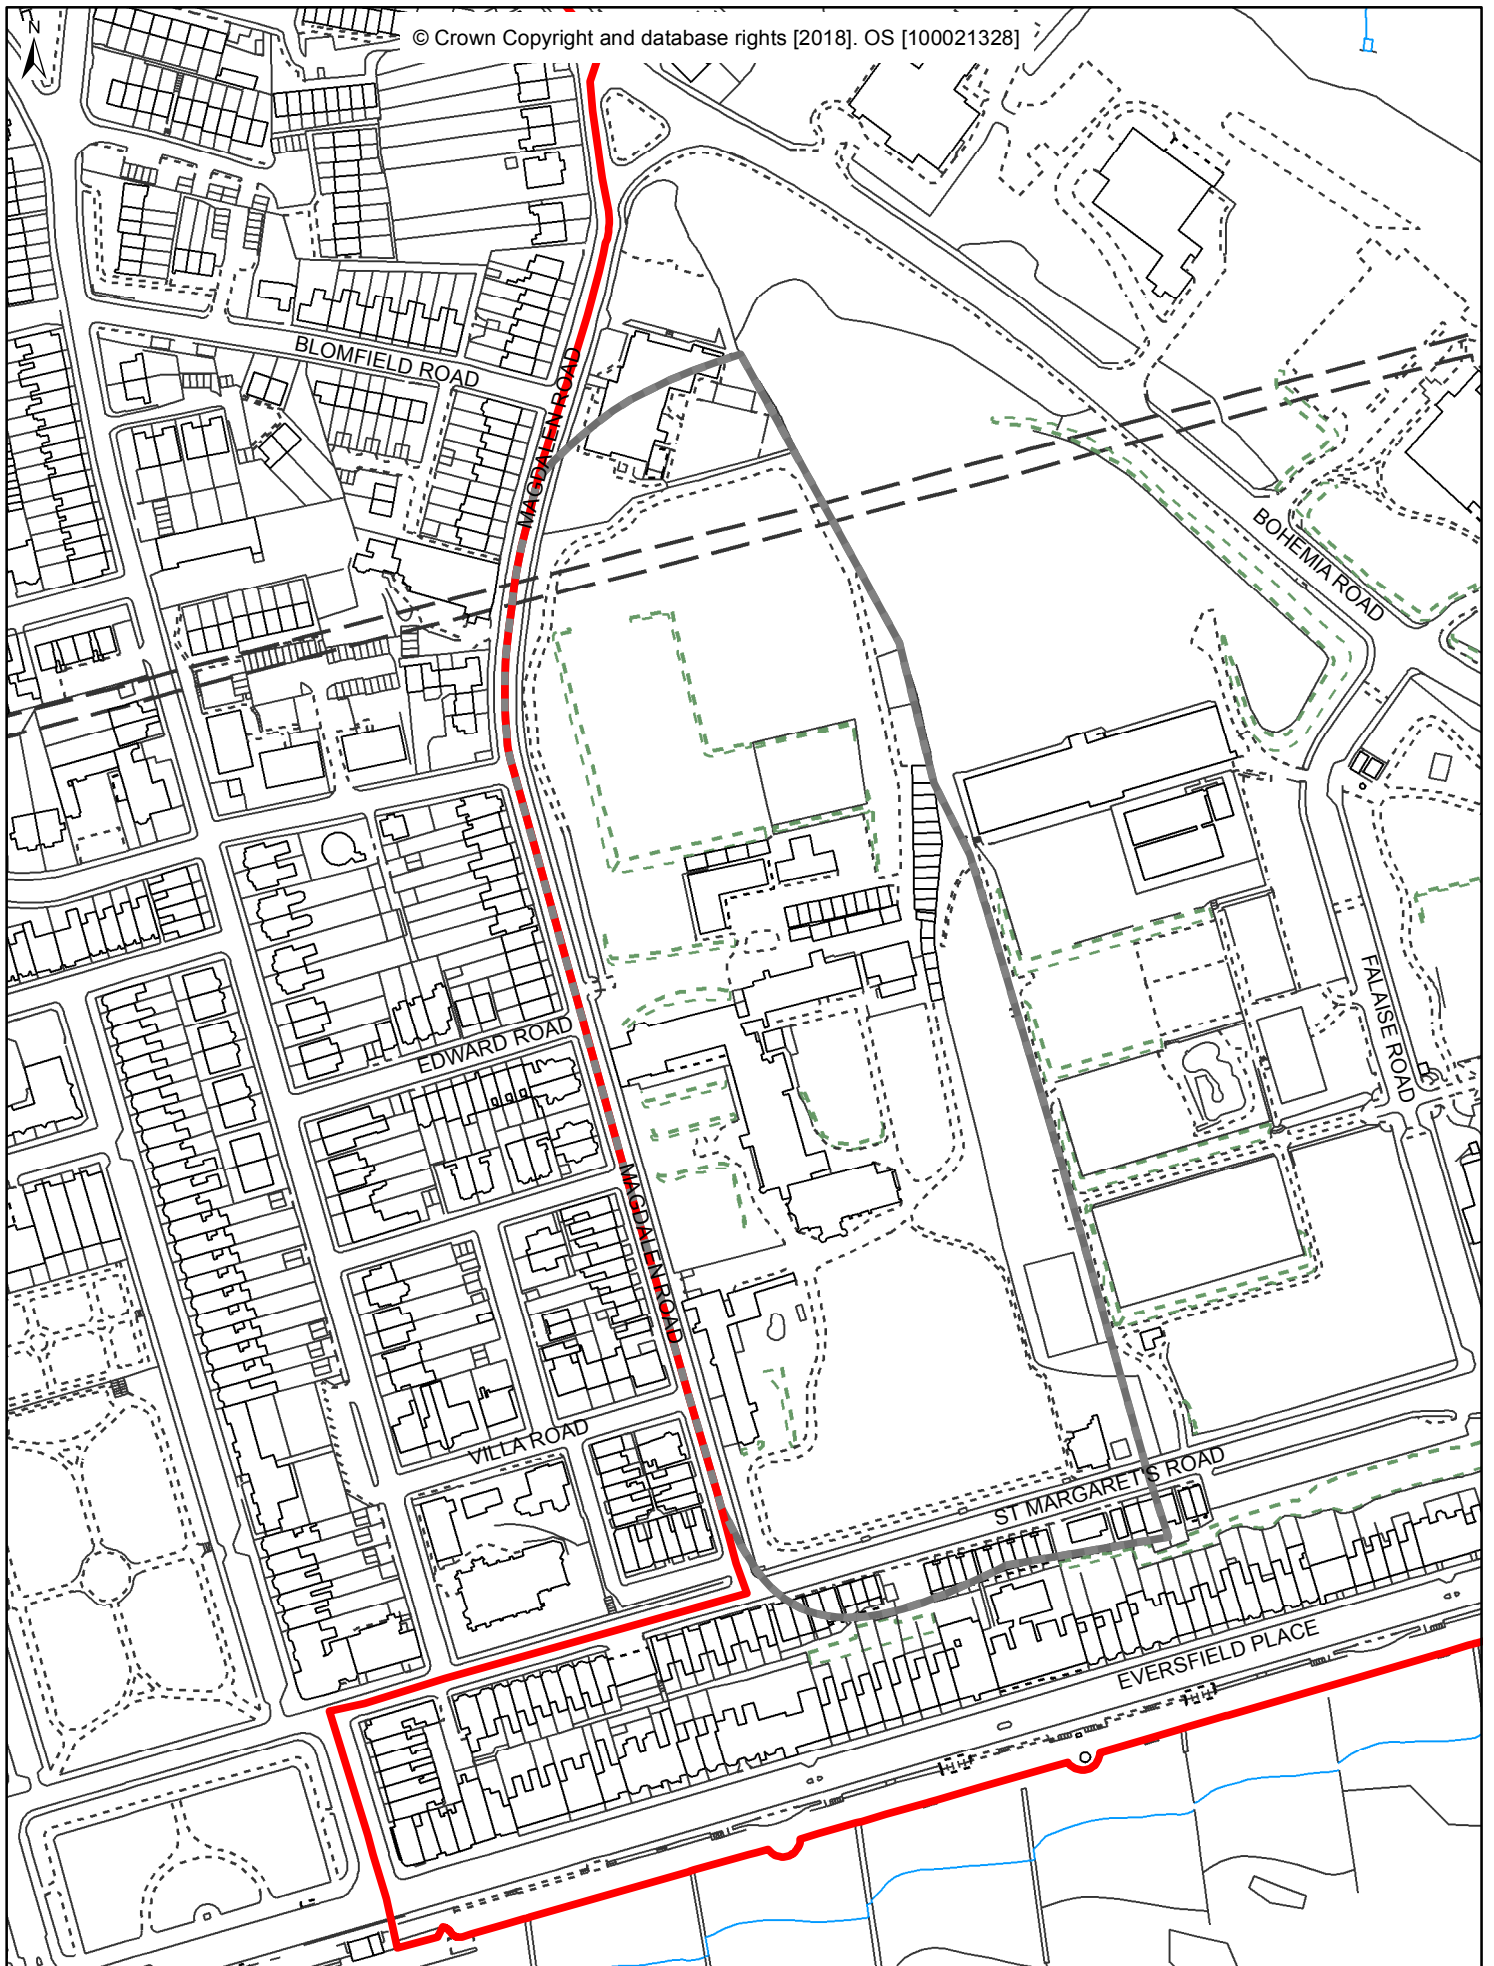 N
© Crown Copyright and database rights [2018]. OS [100021328]
BLOMFIELD ROAD
MAGDALEN ROAD
BOHEMIA ROAD
FALAISE ROAD
EDWARD ROAD
MAGDALEN ROAD
VILLA ROAD
ST MARGARET'S ROAD
EVERSFIELD PLACE